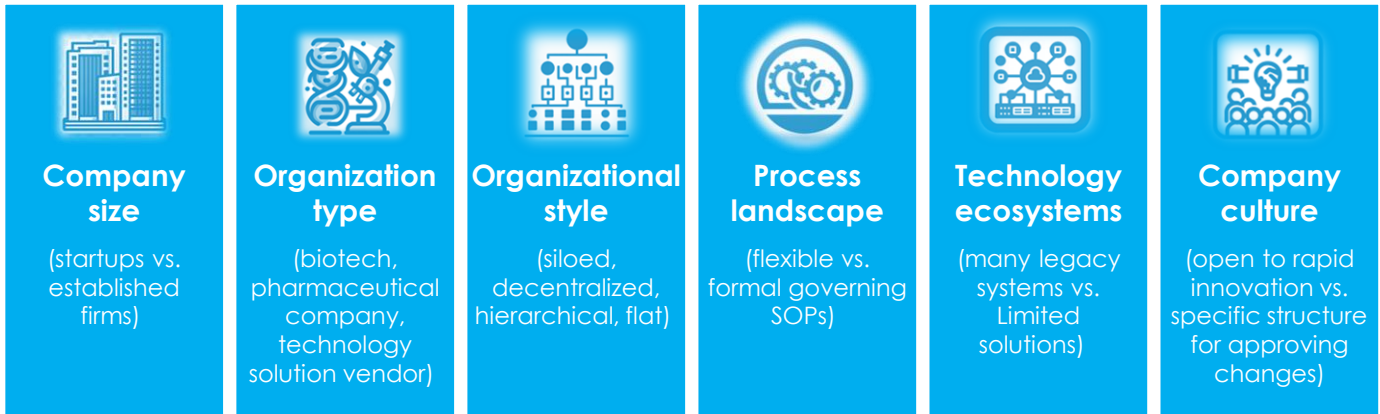 Company
size
(startups vs.
established
firms)
Organization
type
(biotech,
pharmaceutical
company,
technology
solution vendor)
Organizational
style
(siloed,
decentralized,
hierarchical, flat)
Process
landscape
(flexible vs.
formal governing
SOPs)
Technology
ecosystems
(many legacy
systems vs.
Limited
solutions)
Company
culture
(open to rapid
innovation vs.
specific structure
for approving
changes)